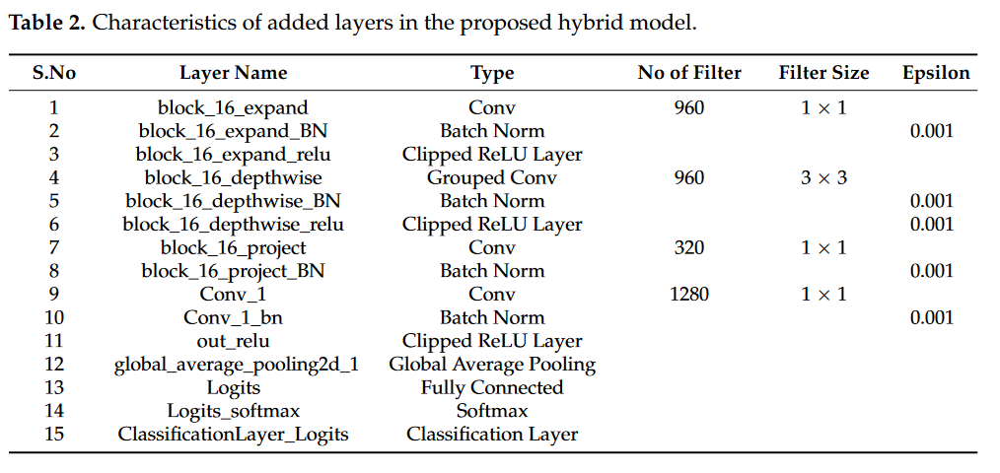 Table 2. Characteristics of added layers in the proposed hybrid model.
S.No Layer Name Type No of Filter Filter Size Epsilon
1 block_16_expand Conv 960 1 × 1
2 block_16_expand_BN Batch Norm 0.001
3 block_16_expand_relu Clipped ReLU Layer
4 block_16_depthwise Grouped Conv 960 3 × 3
5 block_16_depthwise_BN Batch Norm 0.001
6 block_16_depthwise_relu Clipped ReLU Layer 0.001
7 block_16_project Conv 320 1 × 1
8 block_16_project_BN Batch Norm 0.001
9 Conv_1 Conv 1280 1 × 1
10 Conv_1_bn Batch Norm 0.001
11 out_relu Clipped ReLU Layer
12 global_average_pooling2d_1 Global Average Pooling
13 Logits Fully Connected
14 Logits_softmax Softmax
15 ClassificationLayer_Logits Classification Layer